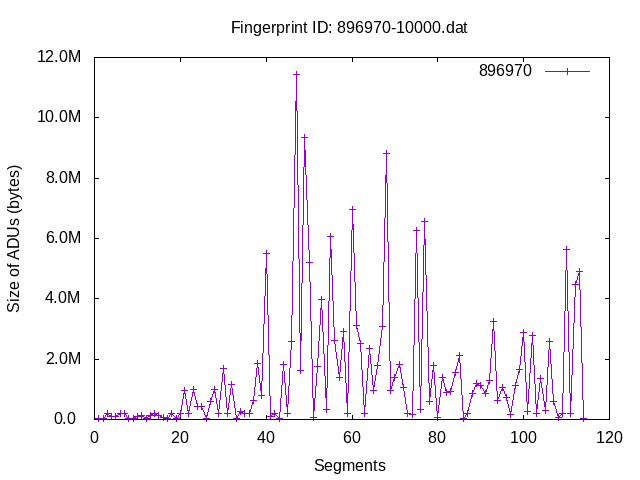 Fingerprint ID: 896970-10000.dat
12.0M
896970
10.0M
8.0M
6.0M
4.0M
2.0M
0.0
Size of ADUs (bytes)
0 20 40 60 80 100 120
Segments